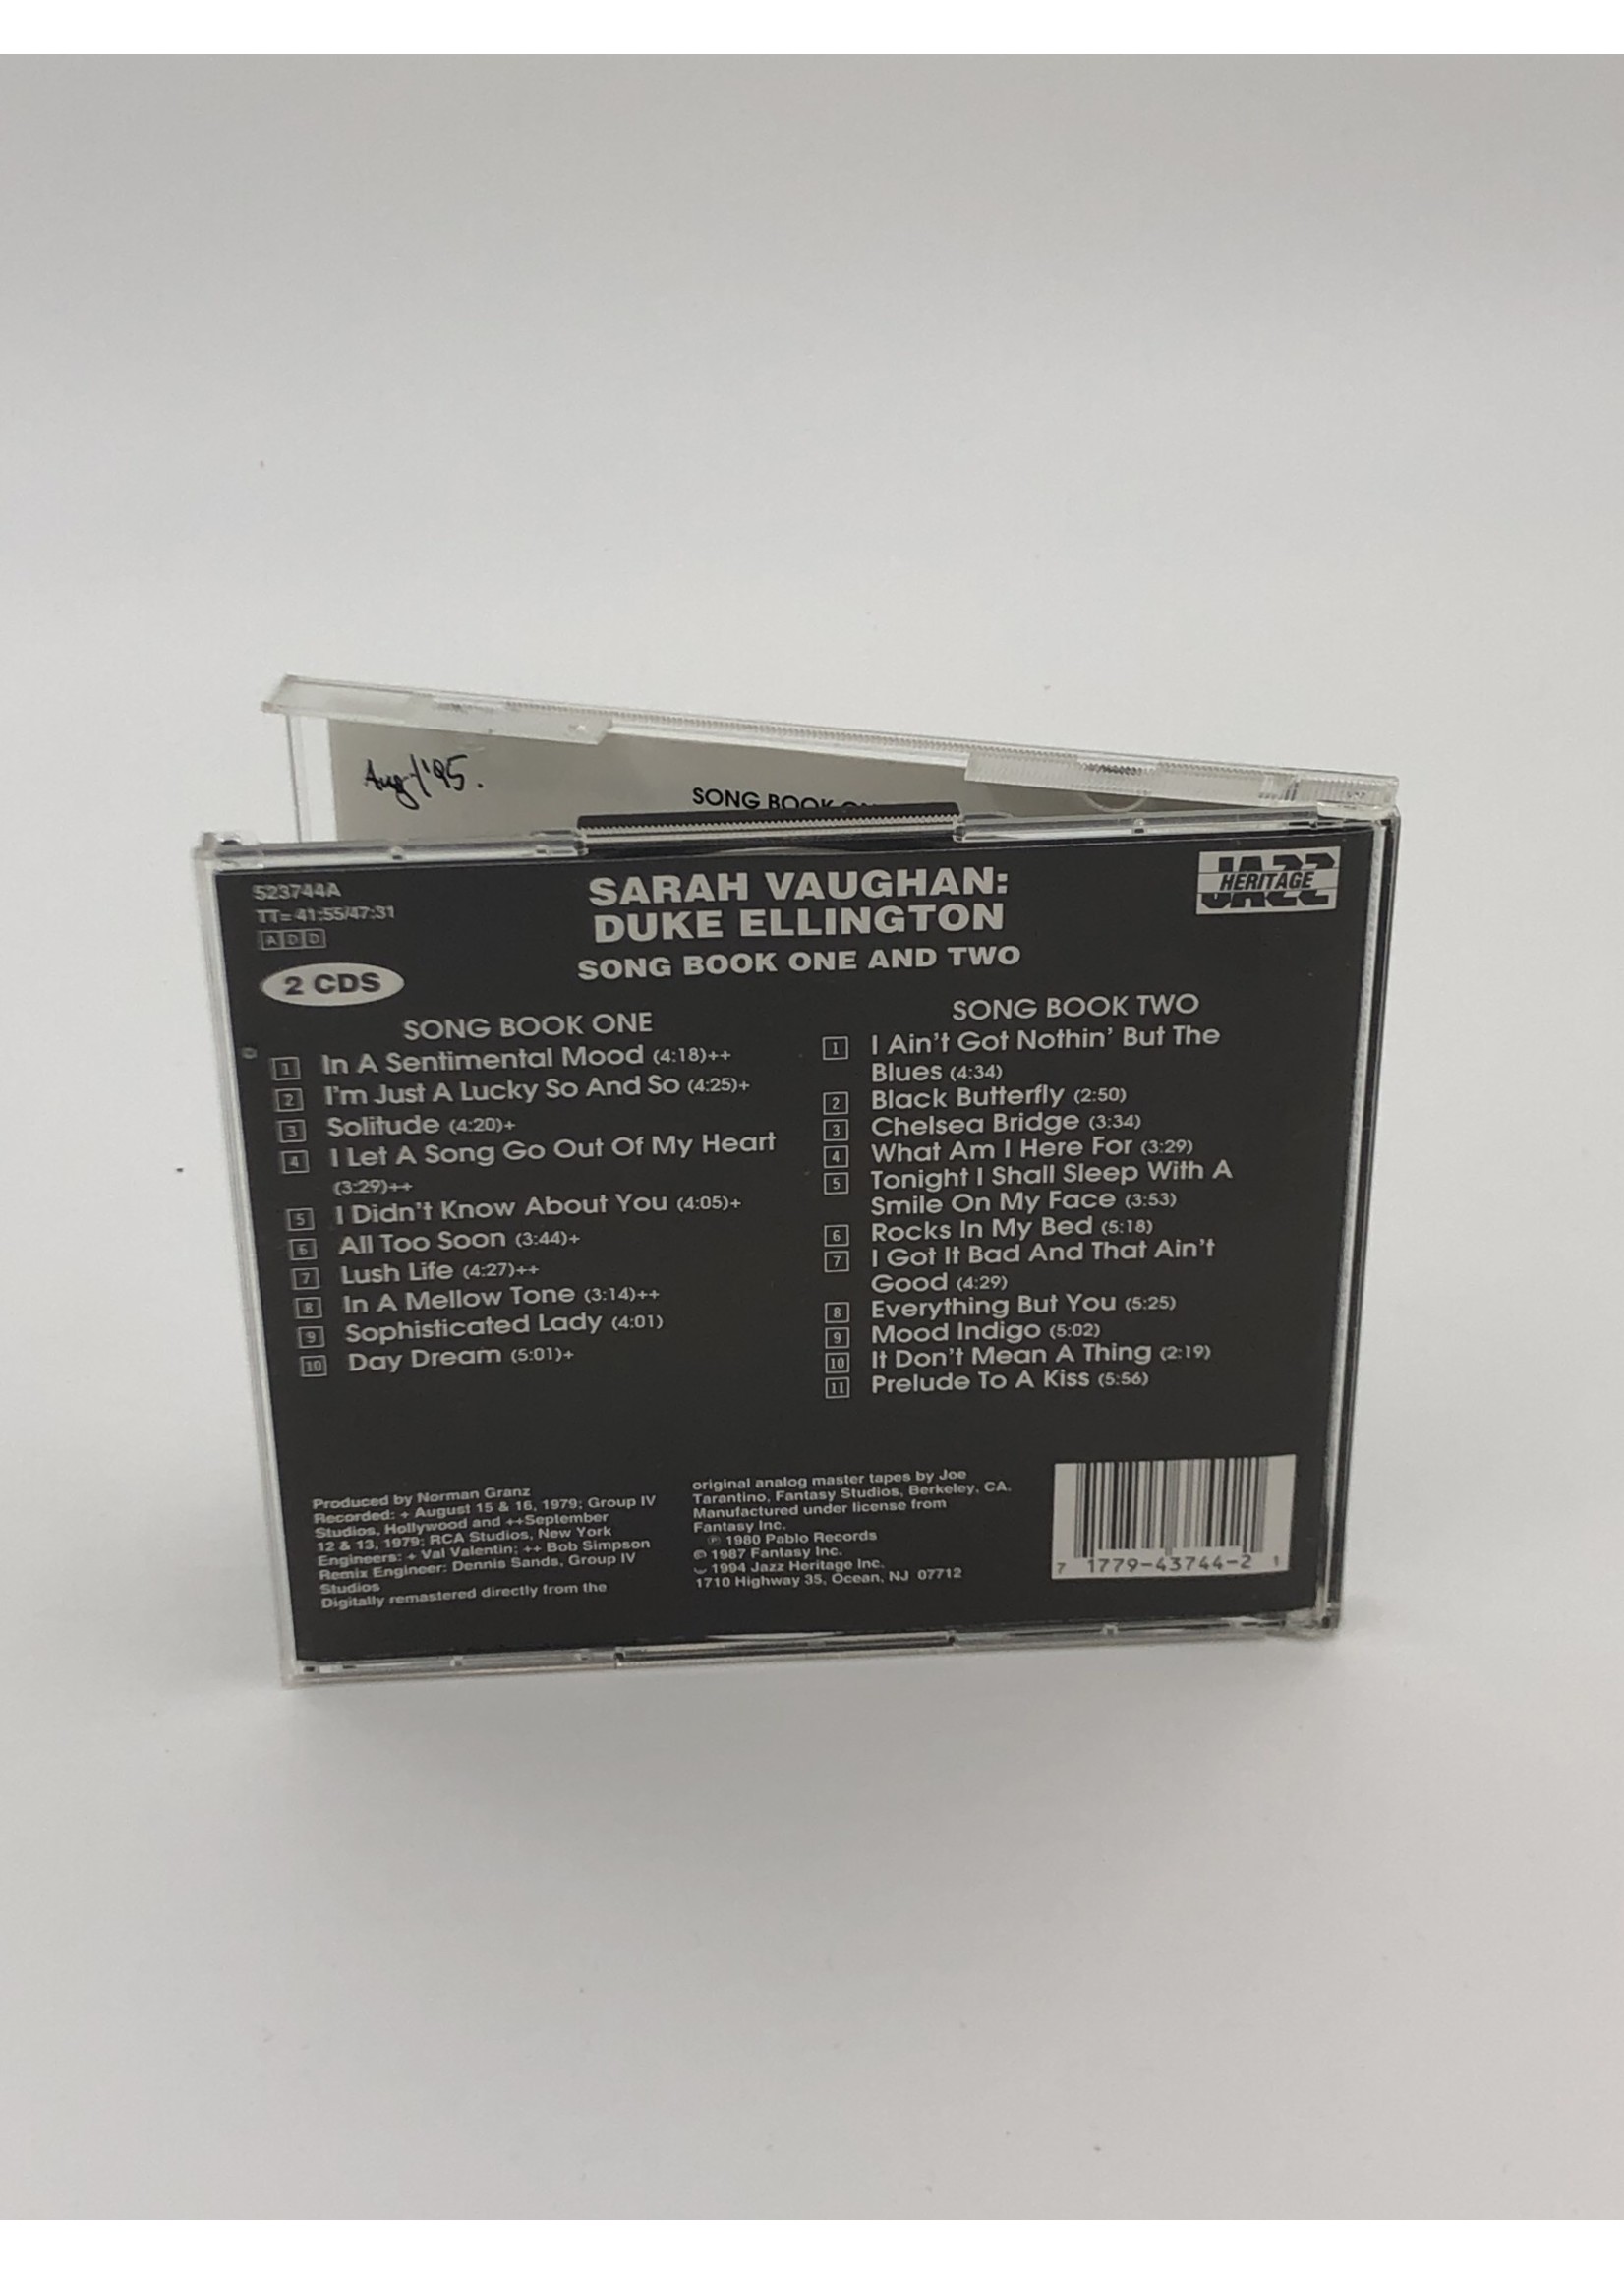 Aug/'95.
SONG BOOK
523744A
TT= 41:55/47:31
A D D
2 CDS
SARAH VAUGHAN:
DUKE ELLINGTON
SONG BOOK ONE AND TWO
JAZZ
HERITAGE
SONG BOOK ONE
1 In A Sentimental Mood (4:18)++
2 I'm Just A Lucky So And So (4:25)+
3 Solitude (4:20)+
4 I Let A Song Go Out Of My Heart
(3:29)++
5 I Didn't Know About You (4:05)+
6 All Too Soon (3:44)+
7 Lush Life (4:27)++
8 In A Mellow Tone (3:14)++
9 Sophisticated Lady (4:01)
10 Day Dream (5:01)+
SONG BOOK TWO
1 I Ain't Got Nothin' But The
Blues (4:34)
2 Black Butterfly (2:50)
3 Chelsea Bridge (3:34)
4 What Am I Here For (3:29)
5 Tonight I Shall Sleep With A
Smile On My Face (3:53)
6 Rocks In My Bed (5:18)
7 I Got It Bad And That Ain't
Good (4:29)
8 Everything But You (5:25)
9 Mood Indigo (5:02)
10 It Don't Mean A Thing (2:19)
11 Prelude To A Kiss (5:56)
Produced by Norman Granz
Recorded: + August 15 & 16, 1979; Group IV
Studios, Hollywood and ++September
12 & 13, 1979; RCA Studios, New York
Engineers: + Val Valentin; ++ Bob Simpson
Remix Engineer: Dennis Sands, Group IV
Studios
Digitally remastered directly from the
original analog master tapes by Joe
Tarantino, Fantasy Studios, Berkeley, CA.
Manufactured under license from
Fantasy Inc.
℗ 1980 Pablo Records
© 1987 Fantasy Inc.
1994 Jazz Heritage Inc.
1710 Highway 35, Ocean, NJ 07712
7 1779-43744-2 1